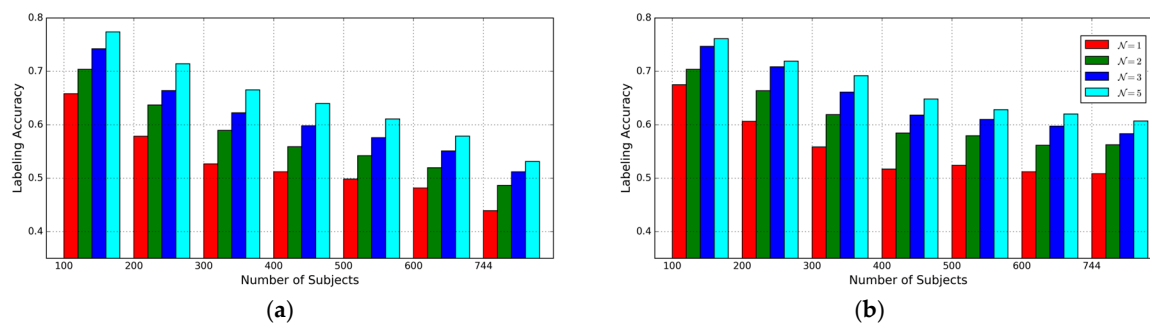 0.8
0.7
0.6
0.5
0.4
Labeling Accuracy
100 200 300 400 500 600 744
Number of Subjects
(a)
0.8
0.7
0.6
0.5
0.4
Labeling Accuracy
𝒩 = 1
𝒩 = 2
𝒩 = 3
𝒩 = 5
100 200 300 400 500 600 744
Number of Subjects
(b)